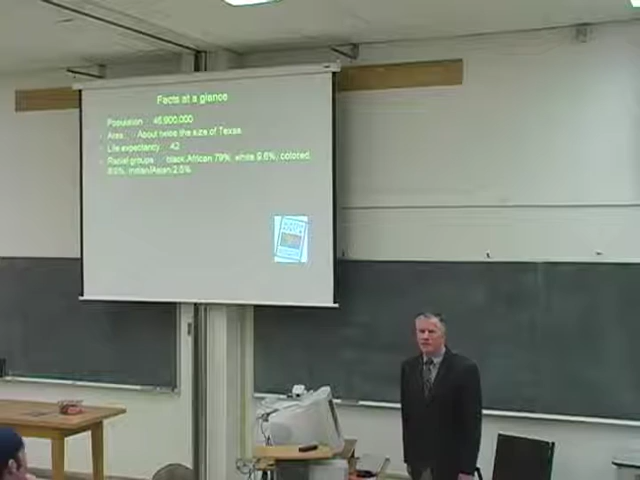 Facts at a glance
Population 46,900,000
Area: About twice the size of Texas
Life expectancy 42
Racial groups black African 79%, white 9.6%, colored
8.9%, Indian/Asian 2.5%